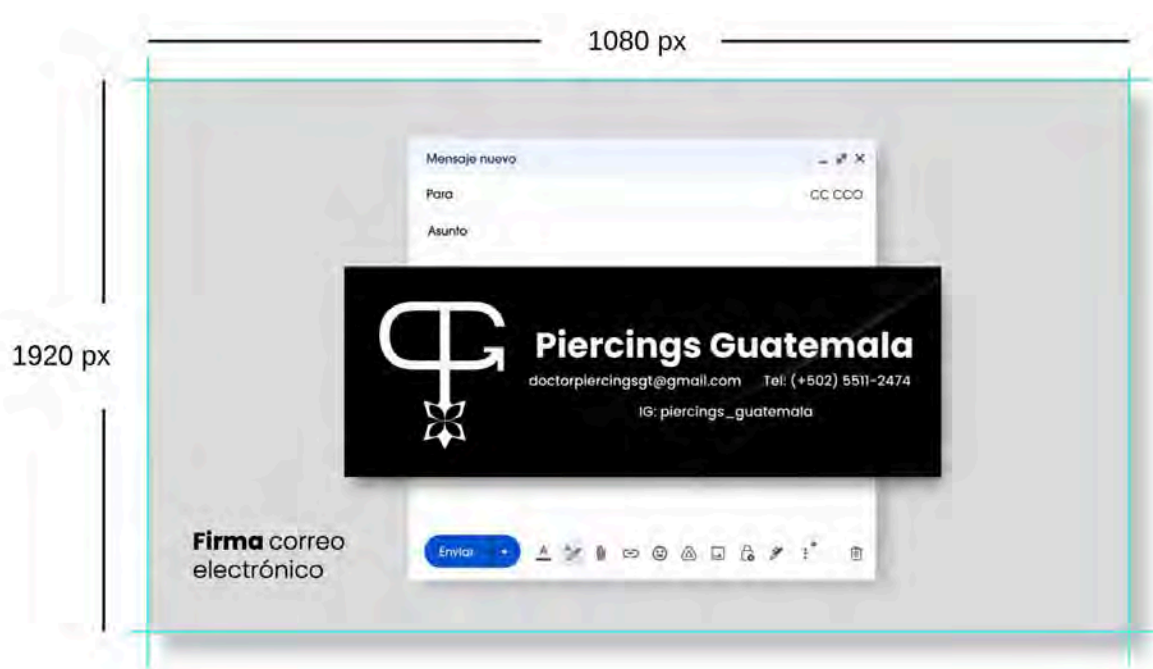 1080 px
Mensaje nuevo
Para CC CCO
Asunto
1920 px
Piercings Guatemala
doctorpiercingsgt@gmail.com Tel: (+502) 5511-2474
IG: piercings_guatemala
Firma correo
electrónico
Enviar